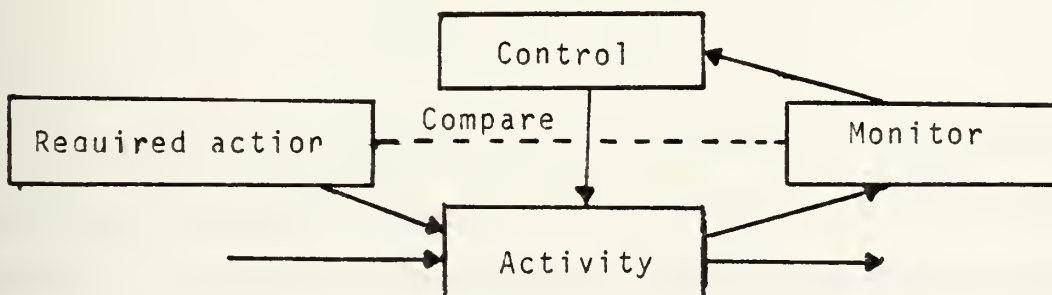 Control
Compare
Required action
Monitor
Activity